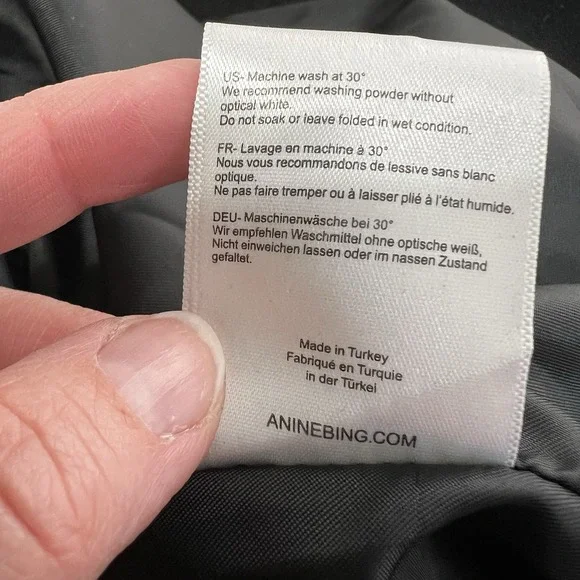 US- Machine wash at 30°
We recommend washing powder without
optical white.
Do not soak or leave folded in wet condition.
FR- Lavage en machine à 30°
Nous vous recommandons de lessive sans blanc
optique.
Ne pas faire tremper ou à laisser plié à l'état humide.
DEU- Maschinenwäsche bei 30°
Wir empfehlen Waschmittel ohne optische weiß,
Nicht einweichen lassen oder im nassen Zustand
gefaltet.
Made in Turkey
Fabriqué en Turquie
in der Türkei
ANINEBING.COM